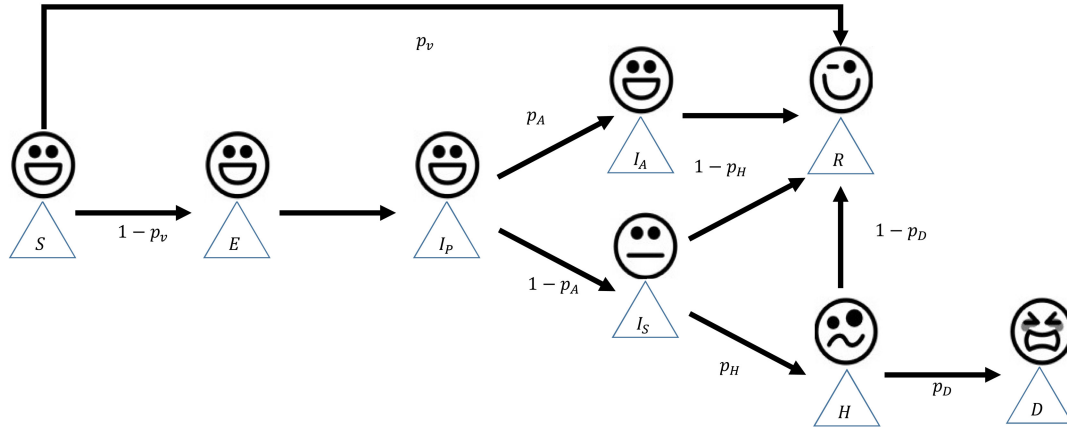 p_v
p_A
I_A
R
1 − p_H
S
1 − p_v
E
I_P
1 − p_D
1 − p_A
I_S
p_H
H
p_D
D